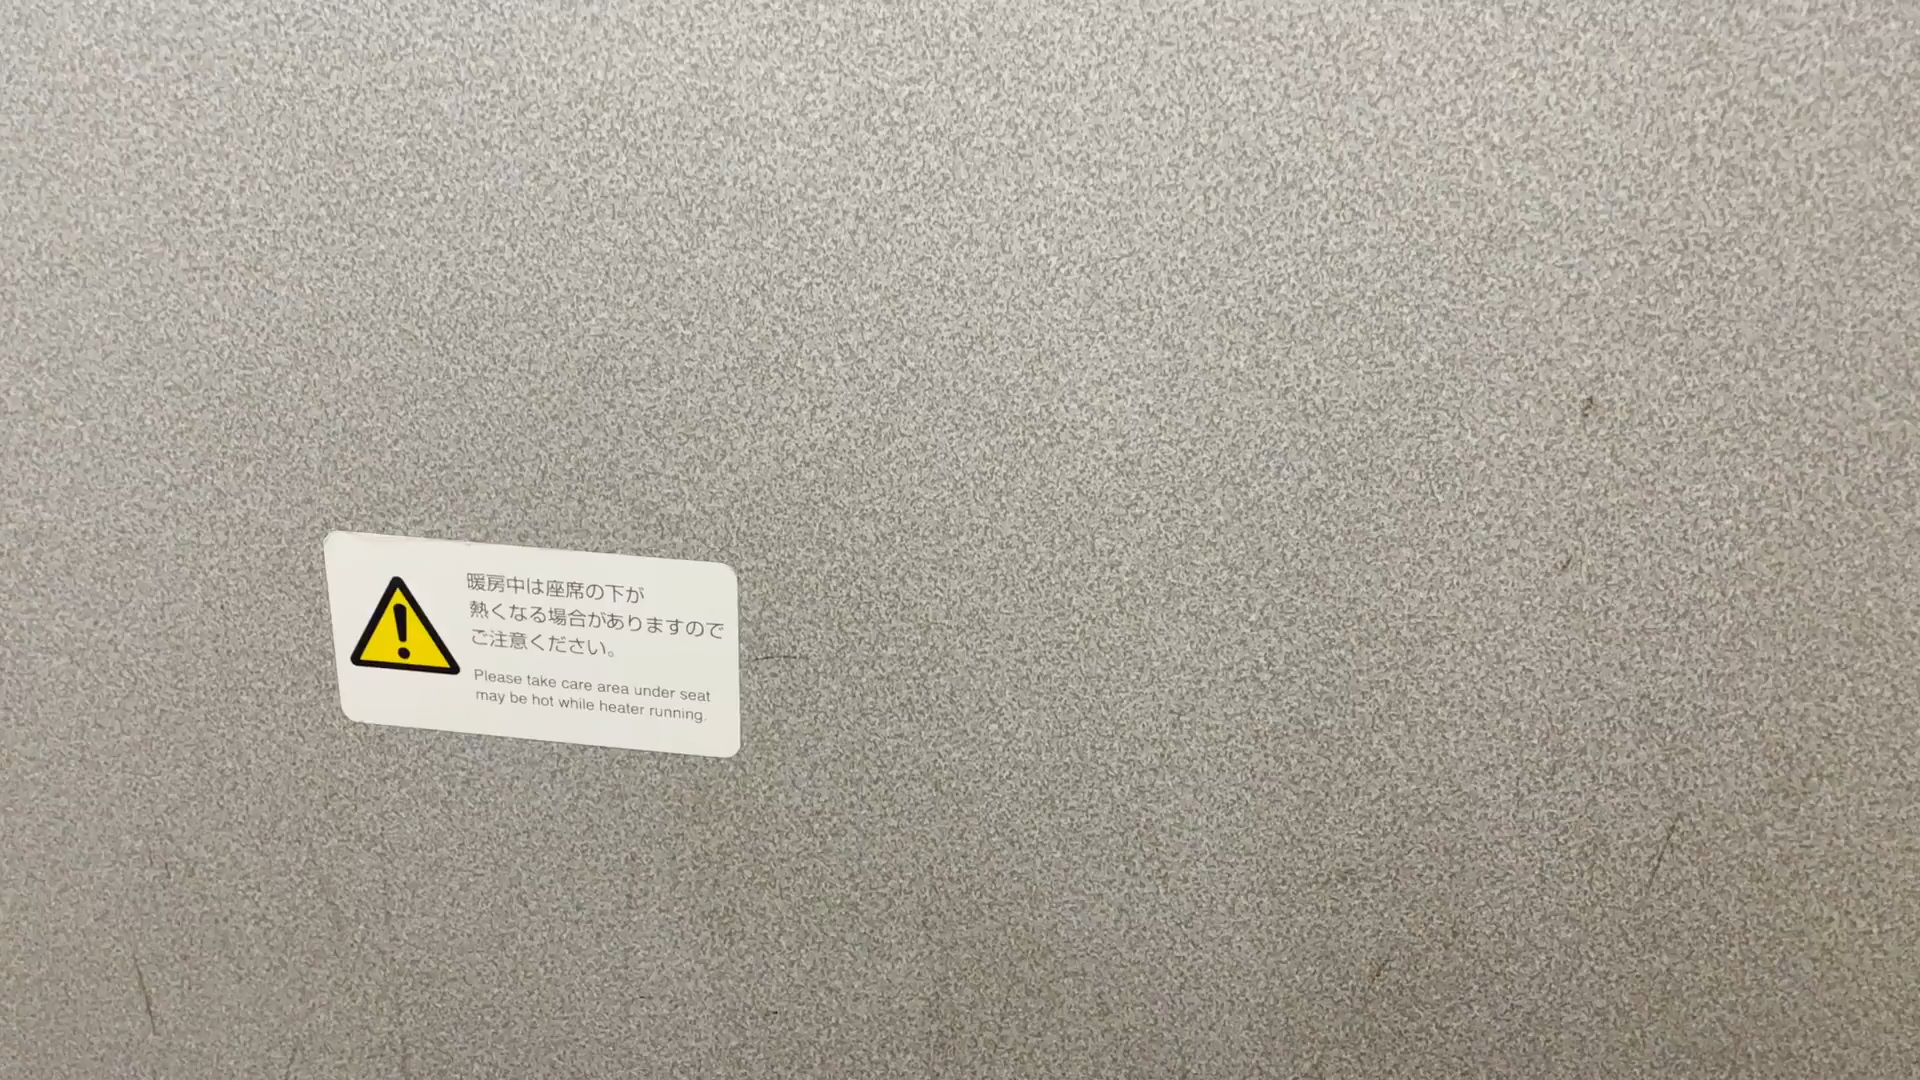 暖房中は座席の下が
熱くなる場合がありますので
ご注意ください。
Please take care area under seat
may be hot while heater running.